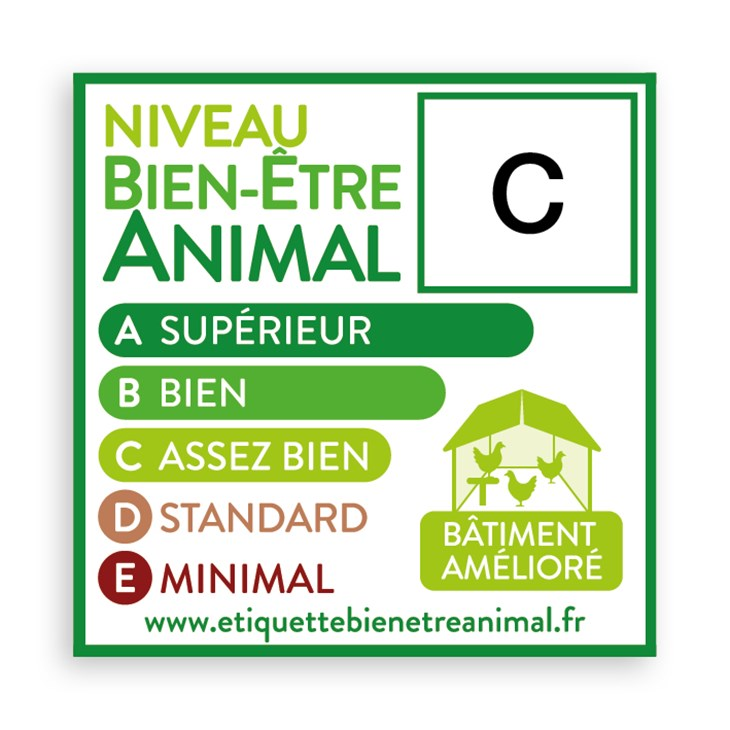 NIVEAU
BIEN-ÊTRE
ANIMAL
C
A SUPÉRIEUR
B BIEN
C ASSEZ BIEN
D STANDARD
E MINIMAL
BÂTIMENT
AMÉLIORÉ
www.etiquettebienetreanimal.fr